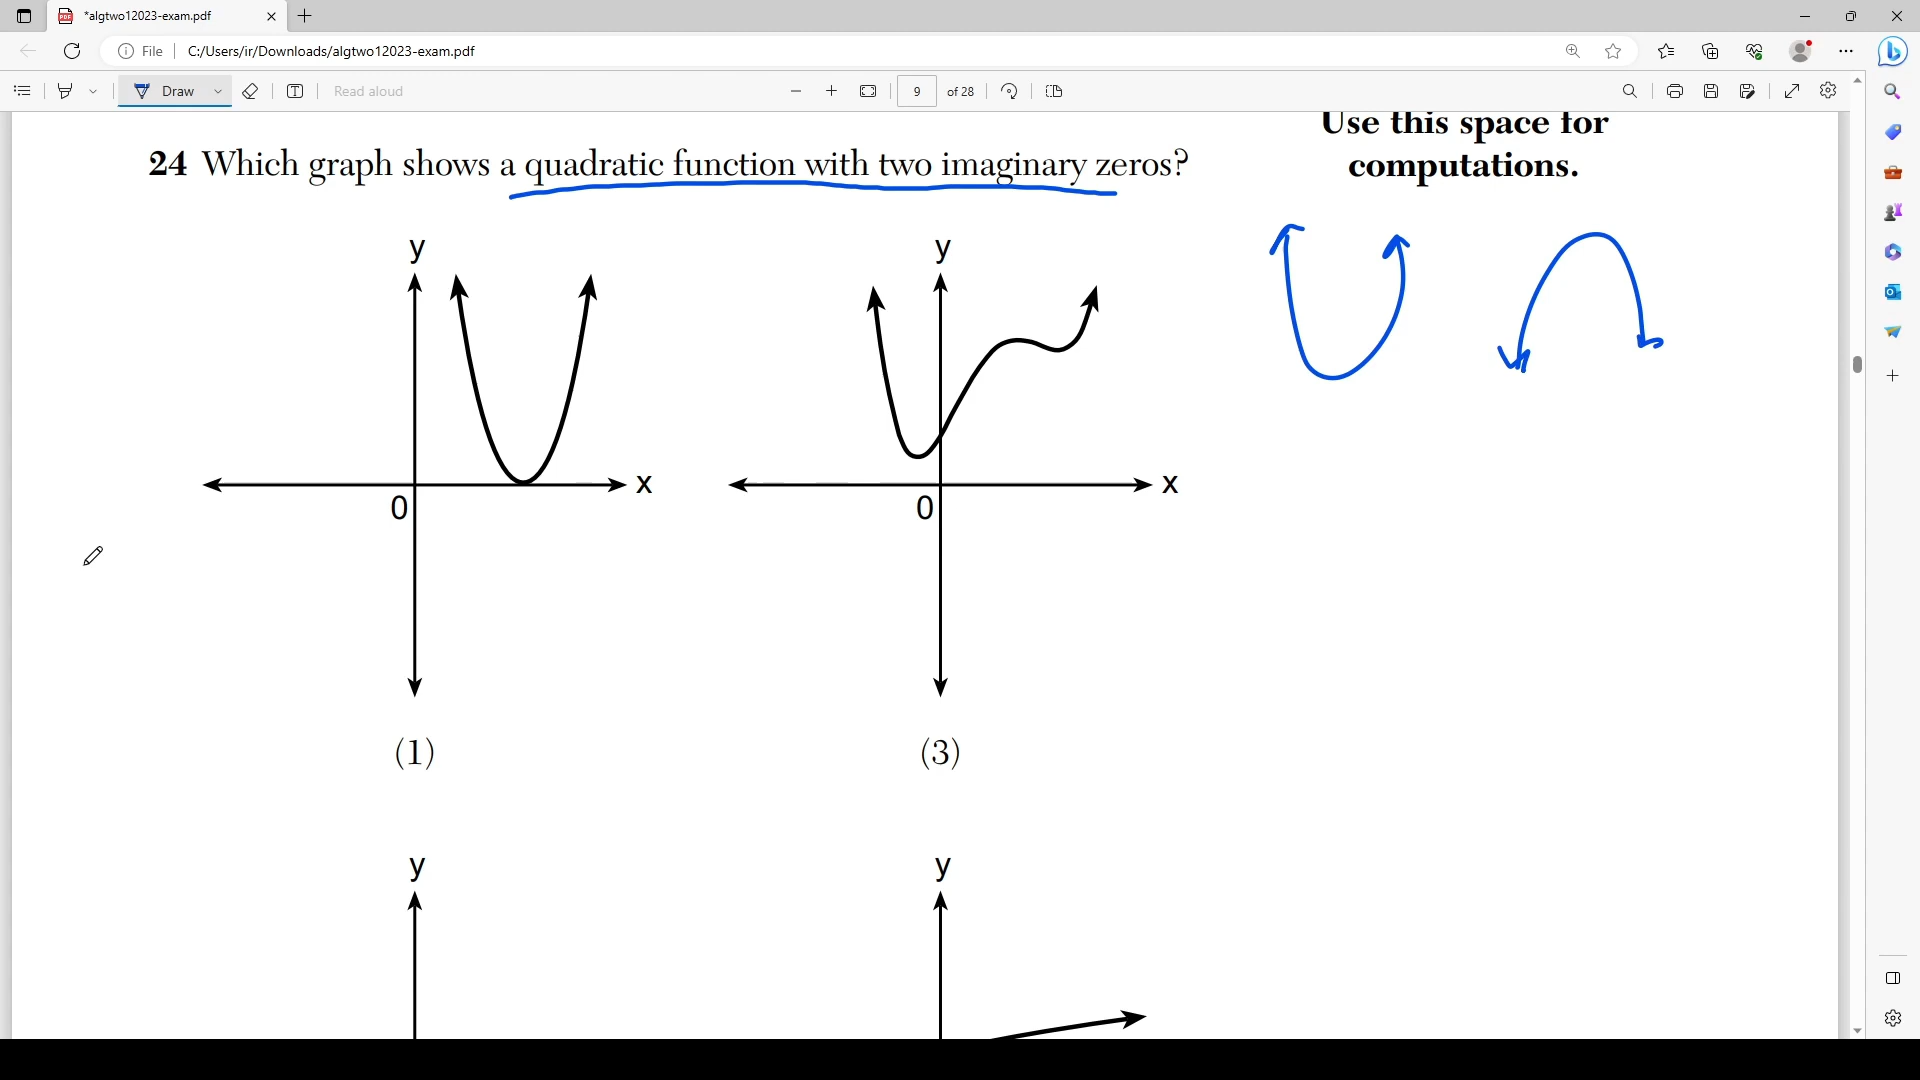 *algtwo12023-exam.pdf
File
C:/Users/ir/Downloads/algtwo12023-exam.pdf
Draw
Read aloud
9
of 28
Use this space for
computations.
24 Which graph shows a quadratic function with two imaginary zeros?
y
x
0
(1)
y
x
0
(3)
y
y